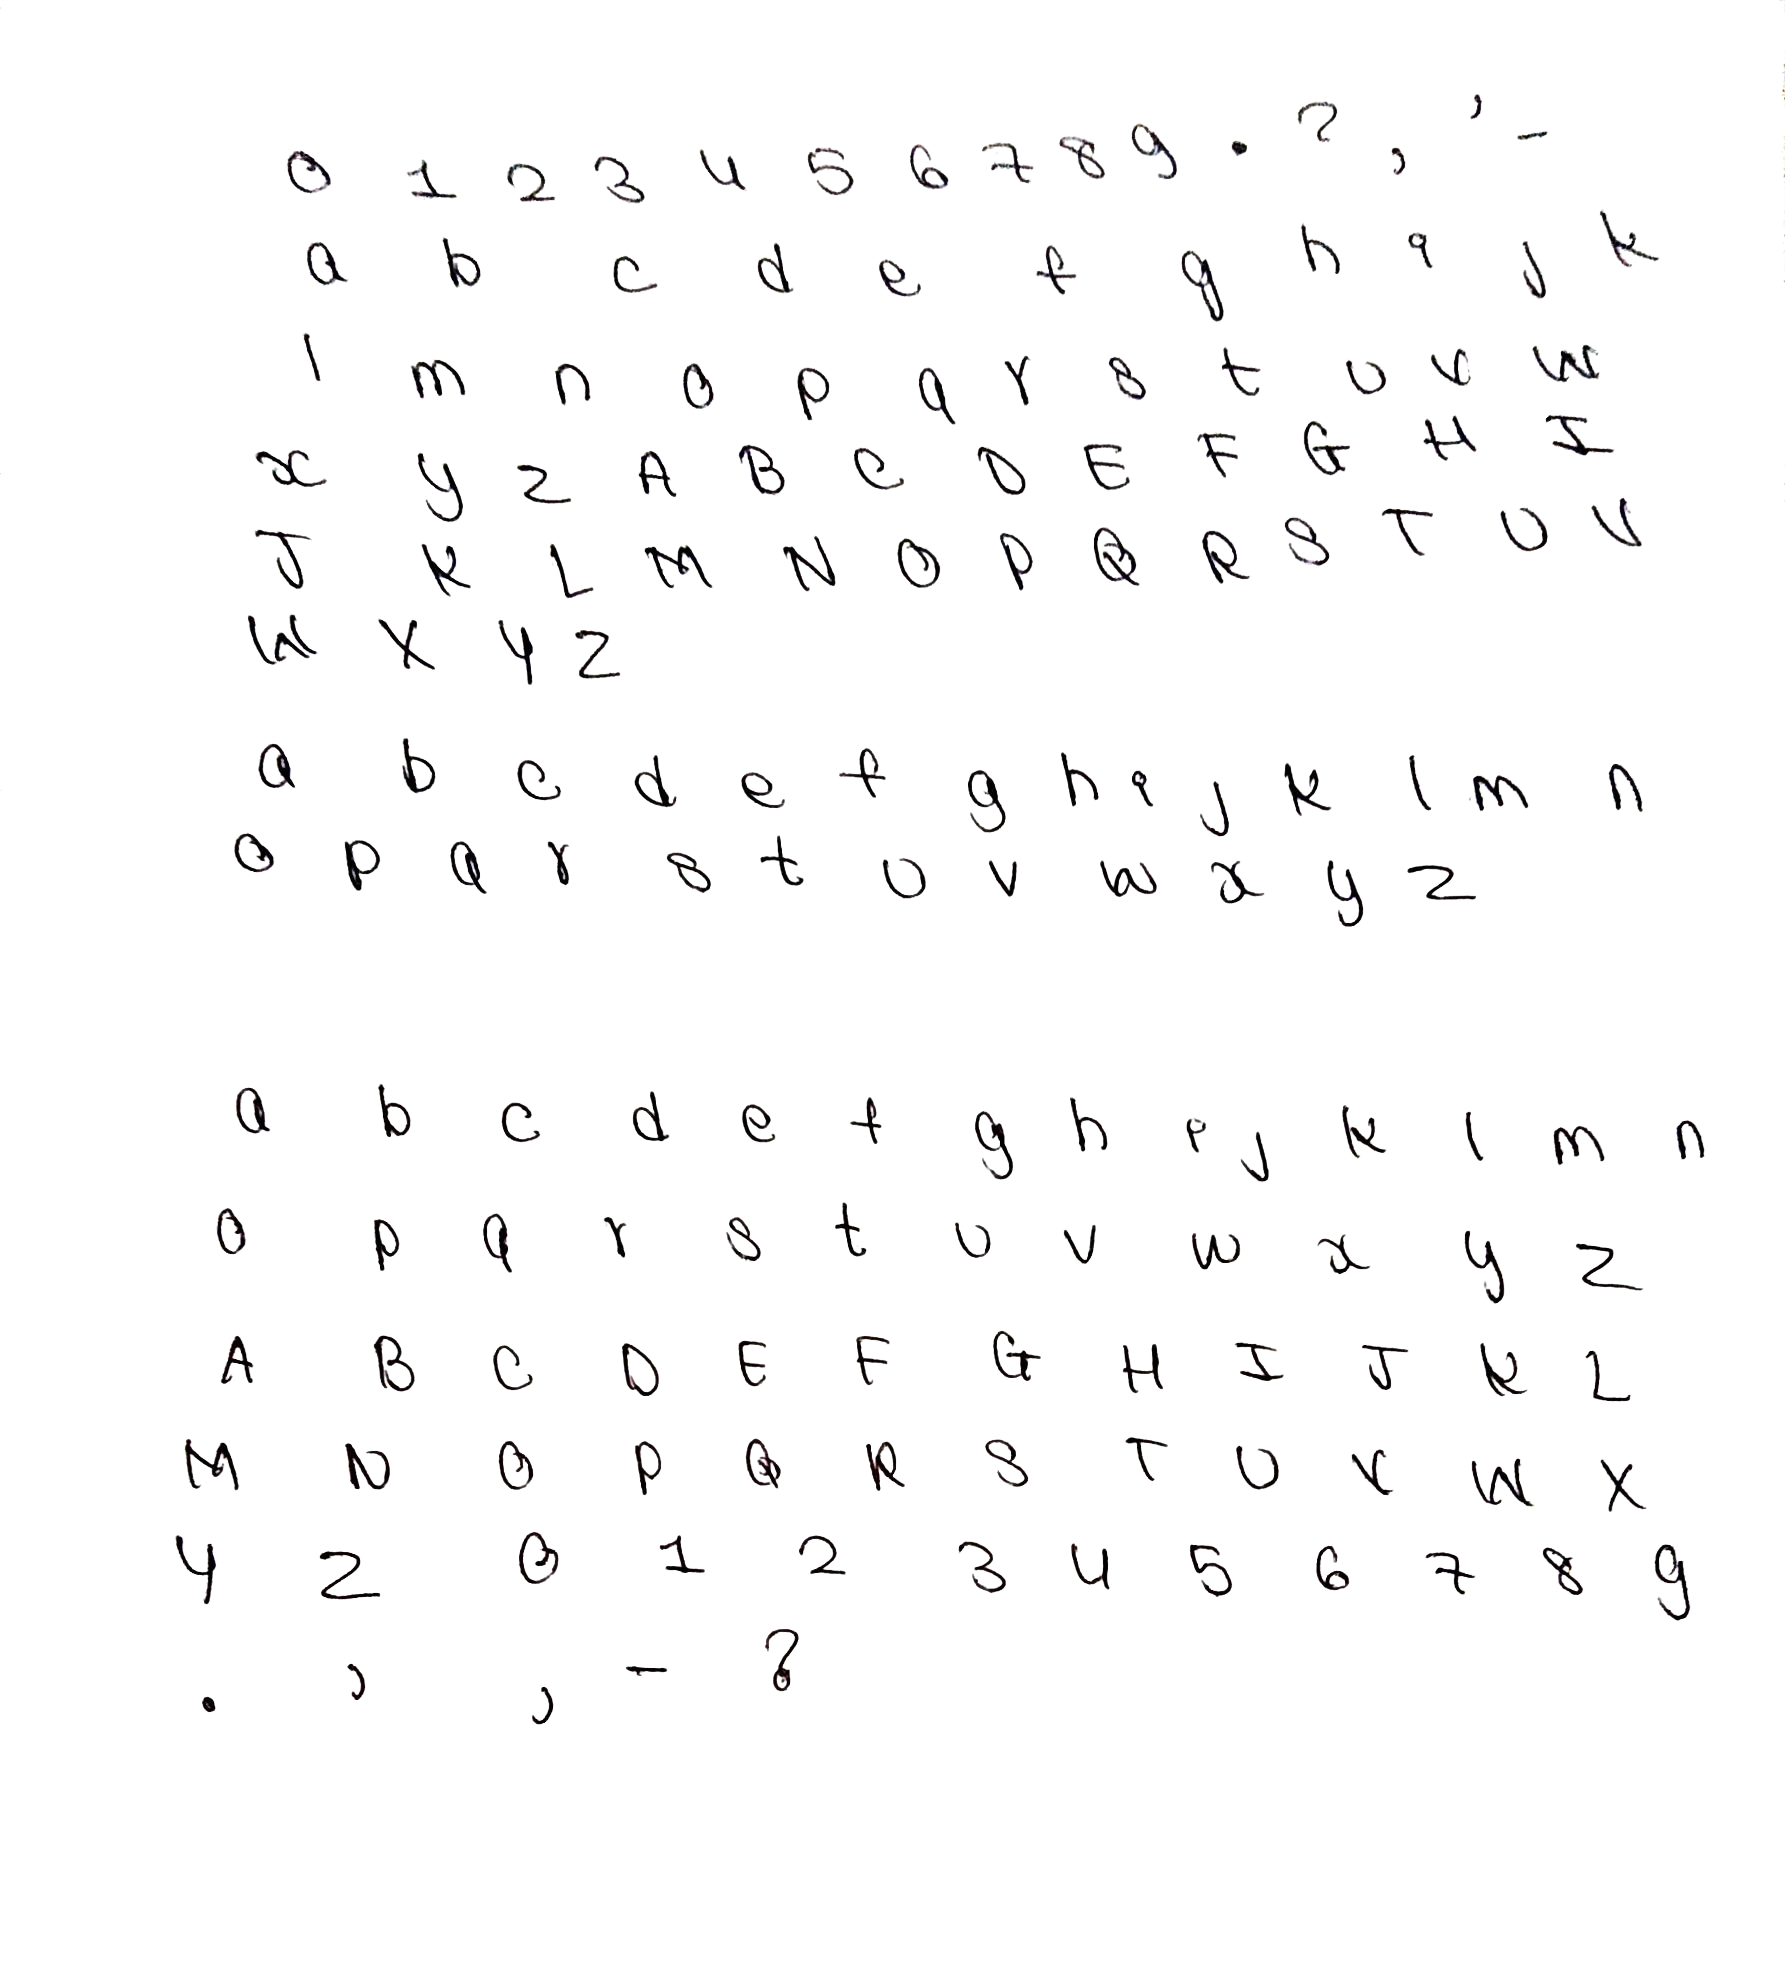 0 1 2 3 4 5 6 7 8 9 . ? , ' -
a b c d e f g h i j k
l m n o p q r s t u v w
x y z A B C D E F G H I
J K L M N O P Q R S T U V
W X Y Z
a b c d e f g h i j k l m n
o p q r s t u v w x y z
a b c d e f g h i j k l m n
o p q r s t u v w x y z
A B C D E F G H I J K L
M N O P Q R S T U V W X
Y Z 0 1 2 3 4 5 6 7 8 9
. ' , - ?